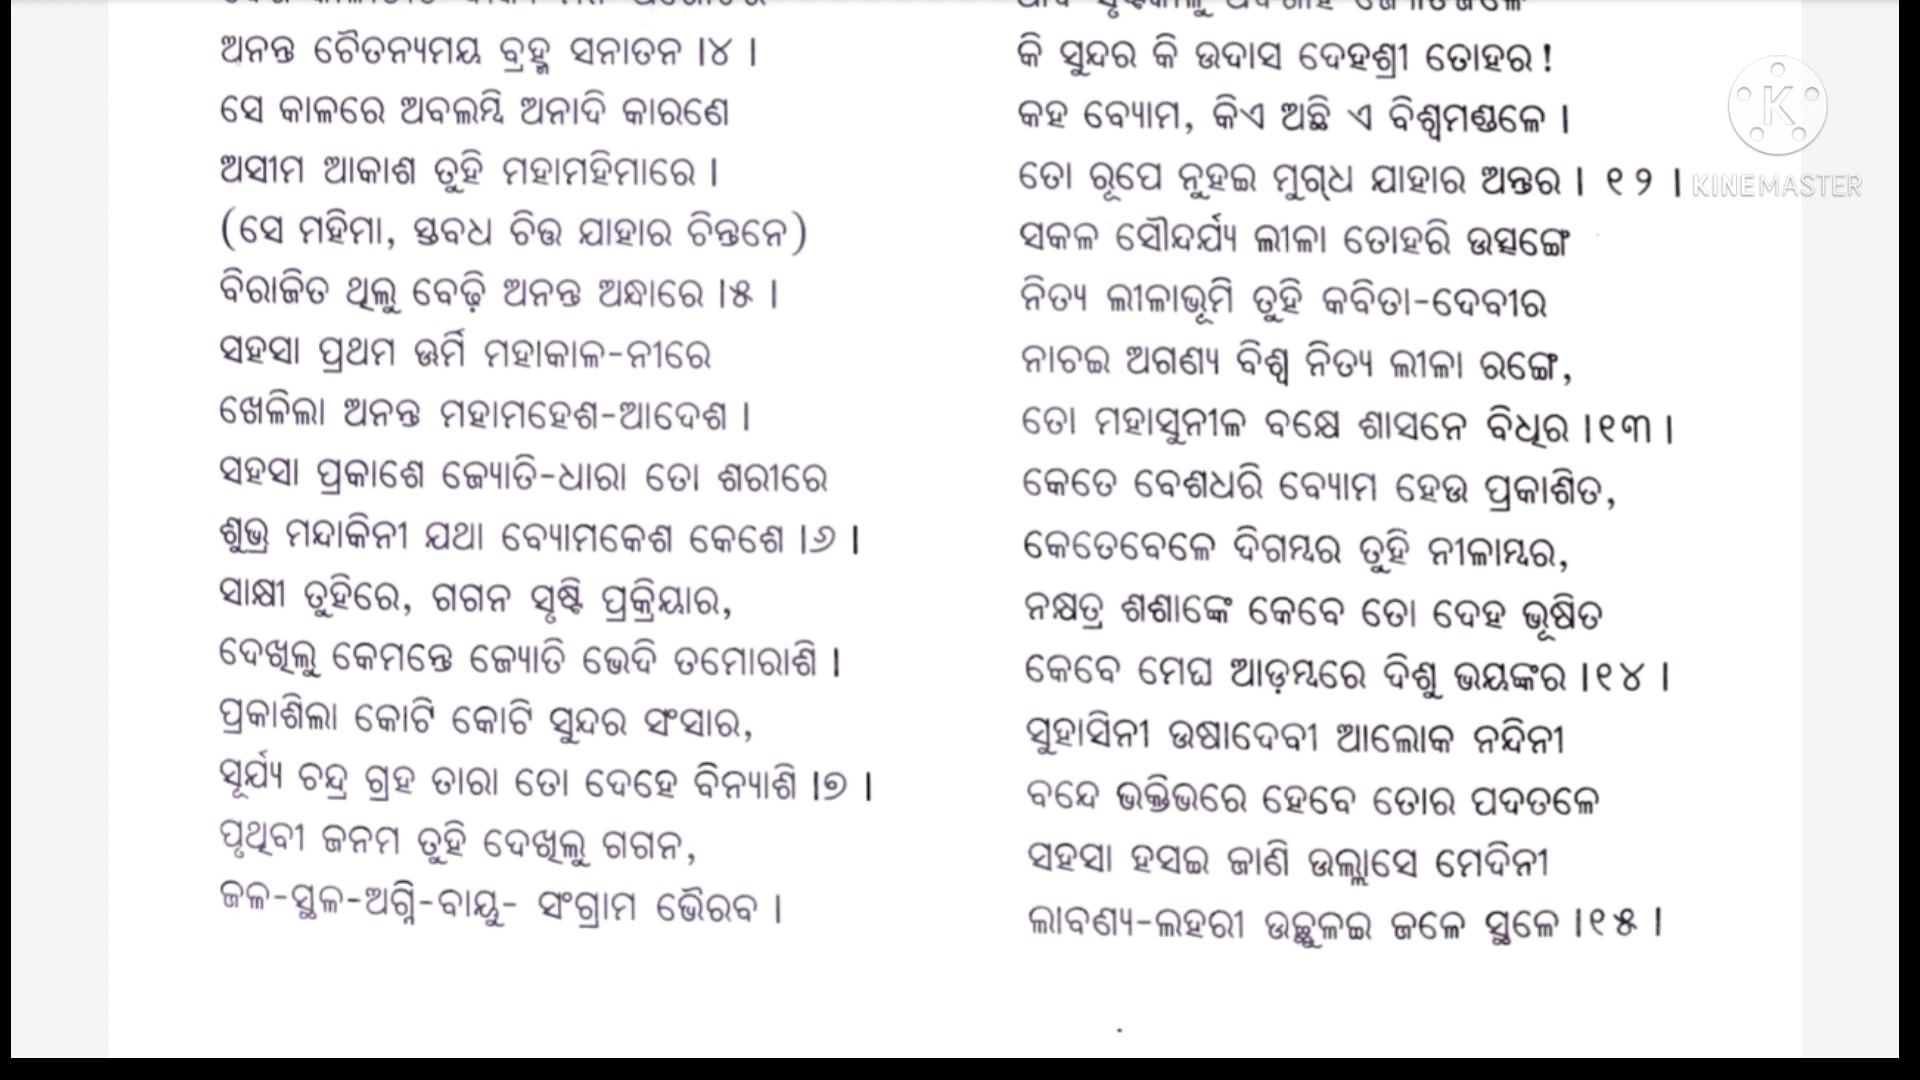 ଅନନ୍ତ ଚୈତନ୍ୟମୟ ବ୍ରହ୍ମ ସନାତନ ।୪ ।
ସେ କାଳରେ ଅବଲମ୍ବି ଅନାଦି କାରଣେ
ଅସୀମ ଆକାଶ ତୁହି ମହାମହିମାରେ ।
(ସେ ମହିମା, ସ୍ତବଧ ଚିତ୍ତ ଯାହାର ଚିନ୍ତନେ)
ବିରାଜିତ ଥିଲୁ ବେଢ଼ି ଅନନ୍ତ ଅନ୍ଧାରେ ।୫ ।
ସହସା ପ୍ରଥମ ଊର୍ମି ମହାକାଳ-ନୀରେ
ଖେଳିଲା ଅନନ୍ତ ମହାମହେଶ-ଆଦେଶ ।
ସହସା ପ୍ରକାଶେ ଜ୍ୟୋତି-ଧାରା ତୋ ଶରୀରେ
ଶୁଭ୍ର ମନ୍ଦାକିନୀ ଯଥା ବ୍ୟୋମକେଶ କେଶେ ।୬ ।
ସାକ୍ଷୀ ତୁହିରେ, ଗଗନ ସୃଷ୍ଟି ପ୍ରକ୍ରିୟାର,
ଦେଖିଲୁ କେମନ୍ତେ ଜ୍ୟୋତି ଭେଦି ତମୋରାଶି ।
ପ୍ରକାଶିଲା କୋଟି କୋଟି ସୁନ୍ଦର ସଂସାର,
ସୂର୍ଯ୍ୟ ଚନ୍ଦ୍ର ଗ୍ରହ ତାରା ତୋ ଦେହେ ବିନ୍ୟାଶି ।୭ ।
ପୃଥିବୀ ଜନମ ତୁହି ଦେଖିଲୁ ଗଗନ,
ଜଳ-ସ୍ଥଳ-ଅଗ୍ନି-ବାୟୁ- ସଂଗ୍ରାମ ଭୈରବ ।
କି ସୁନ୍ଦର କି ଉଦାସ ଦେହଶ୍ରୀ ତୋହର !
କହ ବ୍ୟୋମ, କିଏ ଅଛି ଏ ବିଶ୍ୱମଣ୍ଡଳେ ।
ତୋ ରୂପେ ନୁହଇ ମୁଗ୍‌ଧ ଯାହାର ଅନ୍ତର । ୧ ୨ ।
ସକଳ ସୌନ୍ଦର୍ଯ୍ୟ ଲୀଳା ତୋହରି ଉତ୍ସଙ୍ଗେ
ନିତ୍ୟ ଲୀଳାଭୂମି ତୁହି କବିତା-ଦେବୀର
ନାଚଇ ଅଗଣ୍ୟ ବିଶ୍ୱ ନିତ୍ୟ ଲୀଳା ରଙ୍ଗେ,
ତୋ ମହାସୁନୀଳ ବକ୍ଷେ ଶାସନେ ବିଧିର ।୧୩ ।
କେତେ ବେଶଧରି ବ୍ୟୋମ ହେଉ ପ୍ରକାଶିତ,
କେତେବେଳେ ଦିଗମ୍ବର ତୁହି ନୀଳାମ୍ବର,
ନକ୍ଷତ୍ର ଶଶାଙ୍କେ କେବେ ତୋ ଦେହ ଭୂଷିତ
କେବେ ମେଘ ଆଡ଼ମ୍ବରେ ଦିଶୁ ଭୟଙ୍କର ।୧୪ ।
ସୁହାସିନୀ ଉଷାଦେବୀ ଆଲୋକ ନନ୍ଦିନୀ
ବନ୍ଦେ ଭକ୍ତିଭରେ ହେବେ ତୋର ପଦତଳେ
ସହସା ହସଇ ଜାଣି ଉଲ୍ଲାସେ ମେଦିନୀ
ଲାବଣ୍ୟ-ଲହରୀ ଉଚ୍ଛୁଳଇ ଜଳେ ସ୍ଥଳେ ।୧୫ ।
KINEMASTER